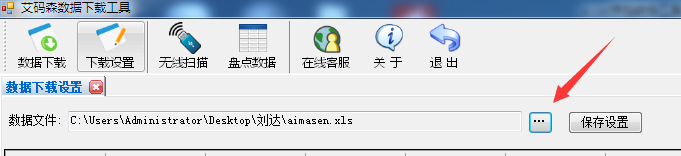 艾码森数据下载工具
数据下载 下载设置 无线扫描 盘点数据 在线客服 关于 退出
数据下载设置
数据文件: C:\Users\Administrator\Desktop\刘达\aimasen.xls ... 保存设置